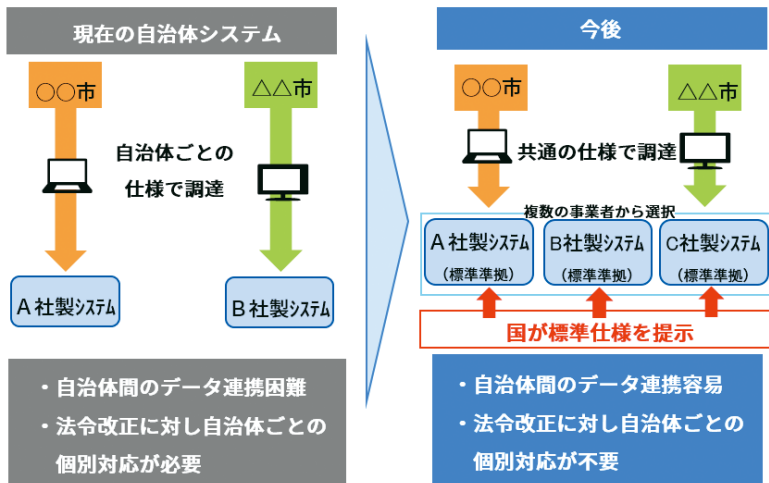 現在の自治体システム
○○市
△△市
自治体ごとの
仕様で調達
A社製システム
B社製システム
・自治体間のデータ連携困難
・法令改正に対し自治体ごとの
個別対応が必要
今後
○○市
△△市
共通の仕様で調達
複数の事業者から選択
A社製システム
(標準準拠)
B社製システム
(標準準拠)
C社製システム
(標準準拠)
国が標準仕様を提示
・自治体間のデータ連携容易
・法令改正に対し自治体ごとの
個別対応が不要